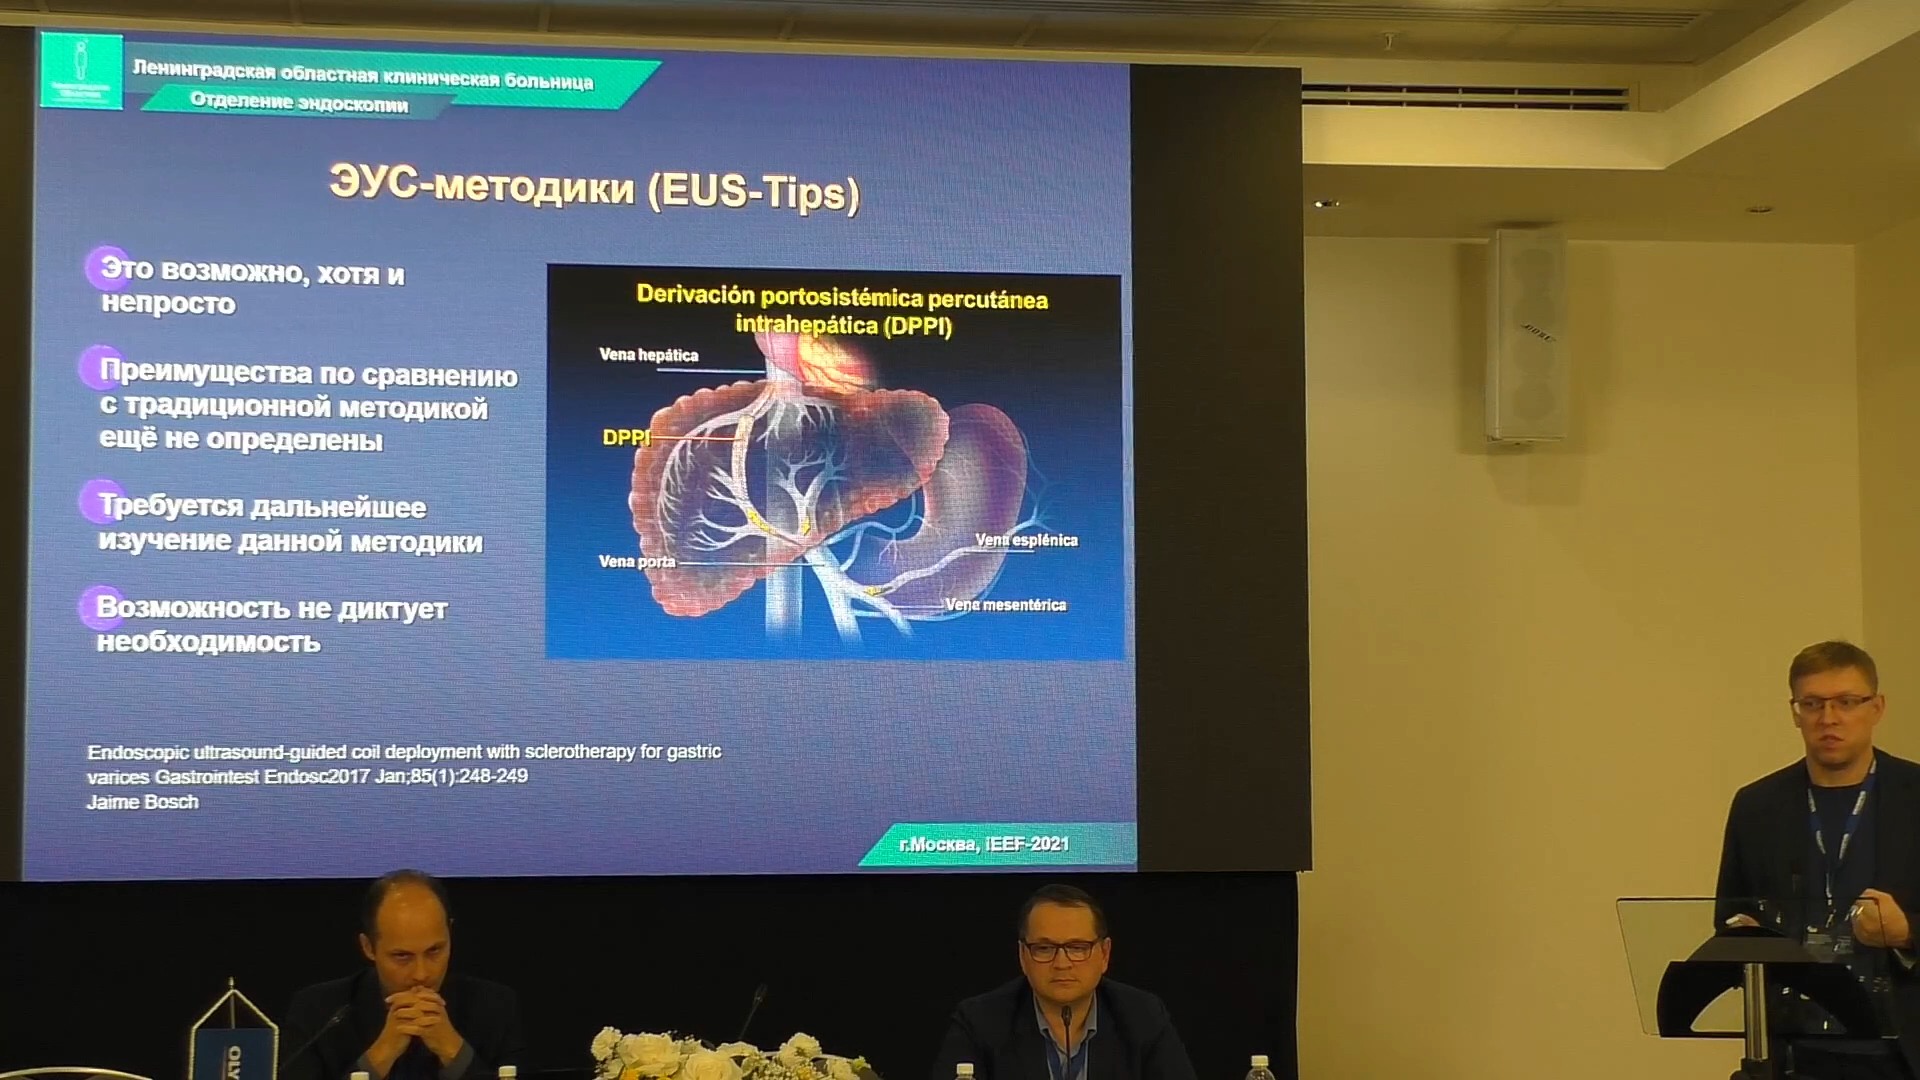 Ленинградская областная клиническая больница
Отделение эндоскопии
ЭУС-методики (EUS-Tips)
Это возможно, хотя и
непросто
Преимущества по сравнению
с традиционной методикой
ещё не определены
Требуется дальнейшее
изучение данной методики
Возможность не диктует
необходимость
Derivación portosistémica percutánea
intrahepática (DPPI)
Vena hepática
DPPI
Vena porta
Vena esplénica
Vena mesentérica
Endoscopic ultrasound-guided coil deployment with sclerotherapy for gastric
varices Gastrointest Endosc2017 Jan;85(1):248-249
Jaime Bosch
г.Москва, iEEF-2021
BOSE
OLY